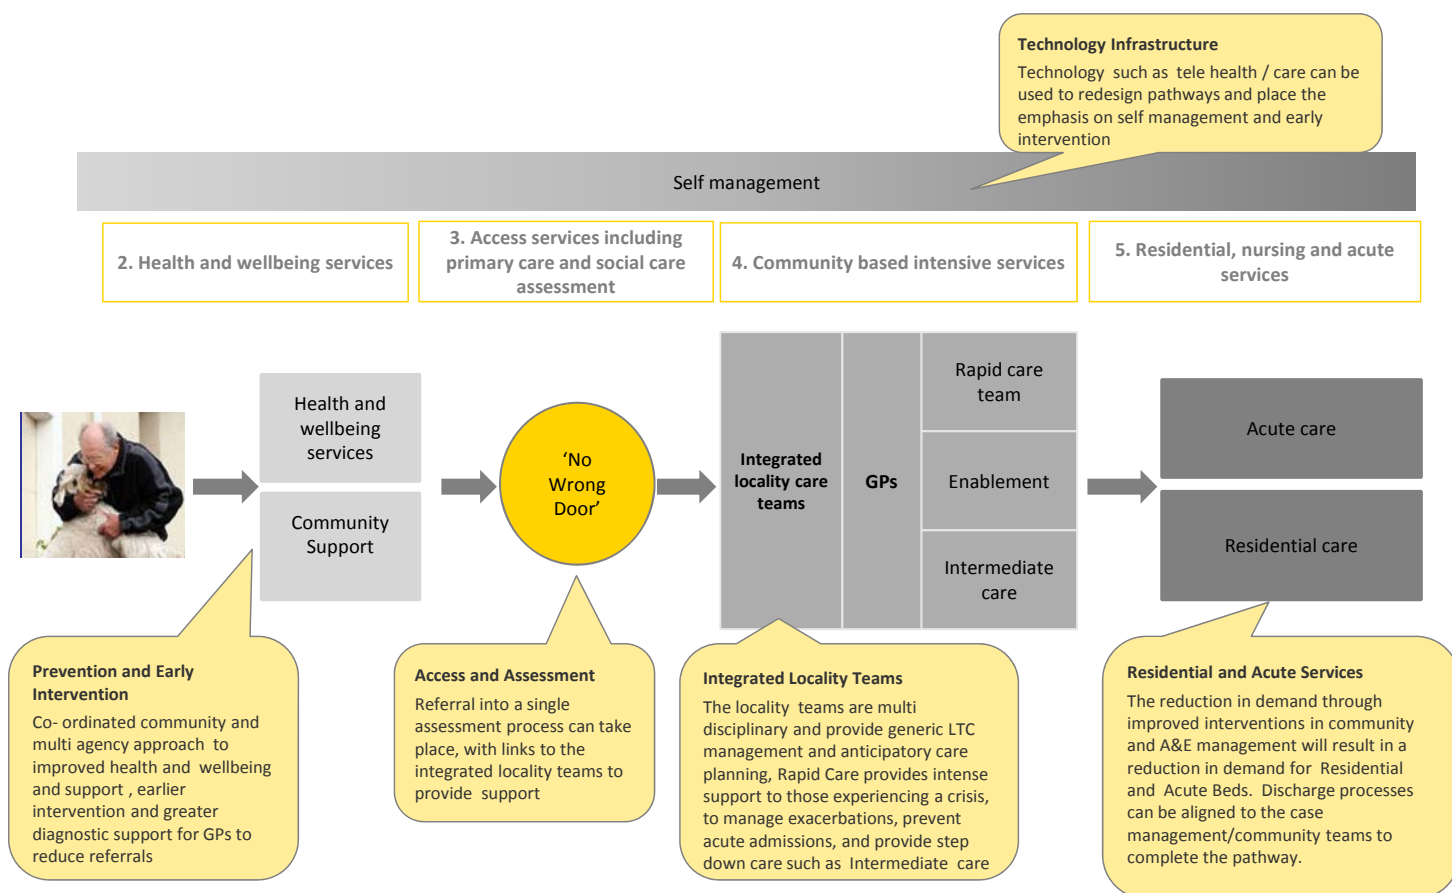 Technology Infrastructure
Technology such as tele health / care can be
used to redesign pathways and place the
emphasis on self management and early
intervention
Self management
2. Health and wellbeing services
3. Access services including
primary care and social care
assessment
4. Community based intensive services
5. Residential, nursing and acute
services
Health and
wellbeing
services
Community
Support
‘No
Wrong
Door’
Integrated
locality care
teams
GPs
Rapid care
team
Enablement
Intermediate
care
Acute care
Residential care
Prevention and Early
Intervention
Co- ordinated community and
multi agency approach to
improved health and wellbeing
and support , earlier
intervention and greater
diagnostic support for GPs to
reduce referrals
Access and Assessment
Referral into a single
assessment process can take
place, with links to the
integrated locality teams to
provide support
Integrated Locality Teams
The locality teams are multi
disciplinary and provide generic LTC
management and anticipatory care
planning, Rapid Care provides intense
support to those experiencing a crisis,
to manage exacerbations, prevent
acute admissions, and provide step
down care such as Intermediate care
Residential and Acute Services
The reduction in demand through
improved interventions in community
and A&E management will result in a
reduction in demand for Residential
and Acute Beds. Discharge processes
can be aligned to the case
management/community teams to
complete the pathway.